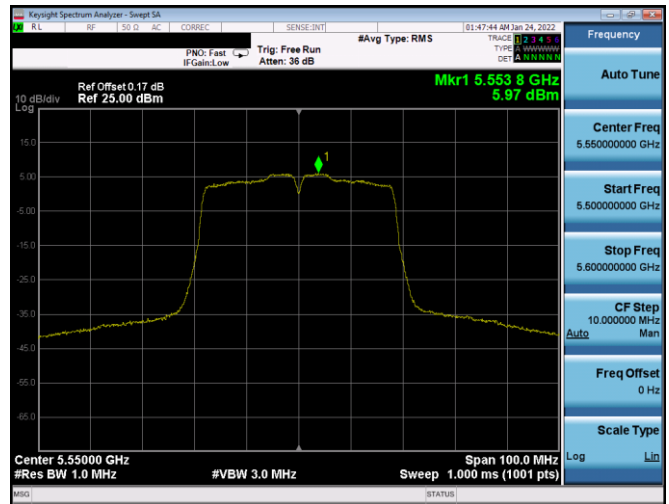 Keysight Spectrum Analyzer - Swept SA
RL RF 50 Ω AC CORREC SENSE:INT 01:47:44 AM Jan 24, 2022
#Avg Type: RMS
TRACE 1 2 3 4 5 6
TYPE A WWWWW
DET A N N N N N
PNO: Fast Trig: Free Run
IFGain:Low Atten: 36 dB
Mkr1 5.553 8 GHz
5.97 dBm
Ref Offset 0.17 dB
10 dB/div Ref 25.00 dBm
Log
15.0
5.00
-5.00
-15.0
-25.0
-35.0
-45.0
-55.0
-65.0
1
Center 5.55000 GHz Span 100.0 MHz
#Res BW 1.0 MHz #VBW 3.0 MHz Sweep 1.000 ms (1001 pts)
MSG STATUS
Frequency
Auto Tune
Center Freq
5.550000000 GHz
Start Freq
5.500000000 GHz
Stop Freq
5.600000000 GHz
CF Step
10.000000 MHz
Auto Man
Freq Offset
0 Hz
Scale Type
Log Lin